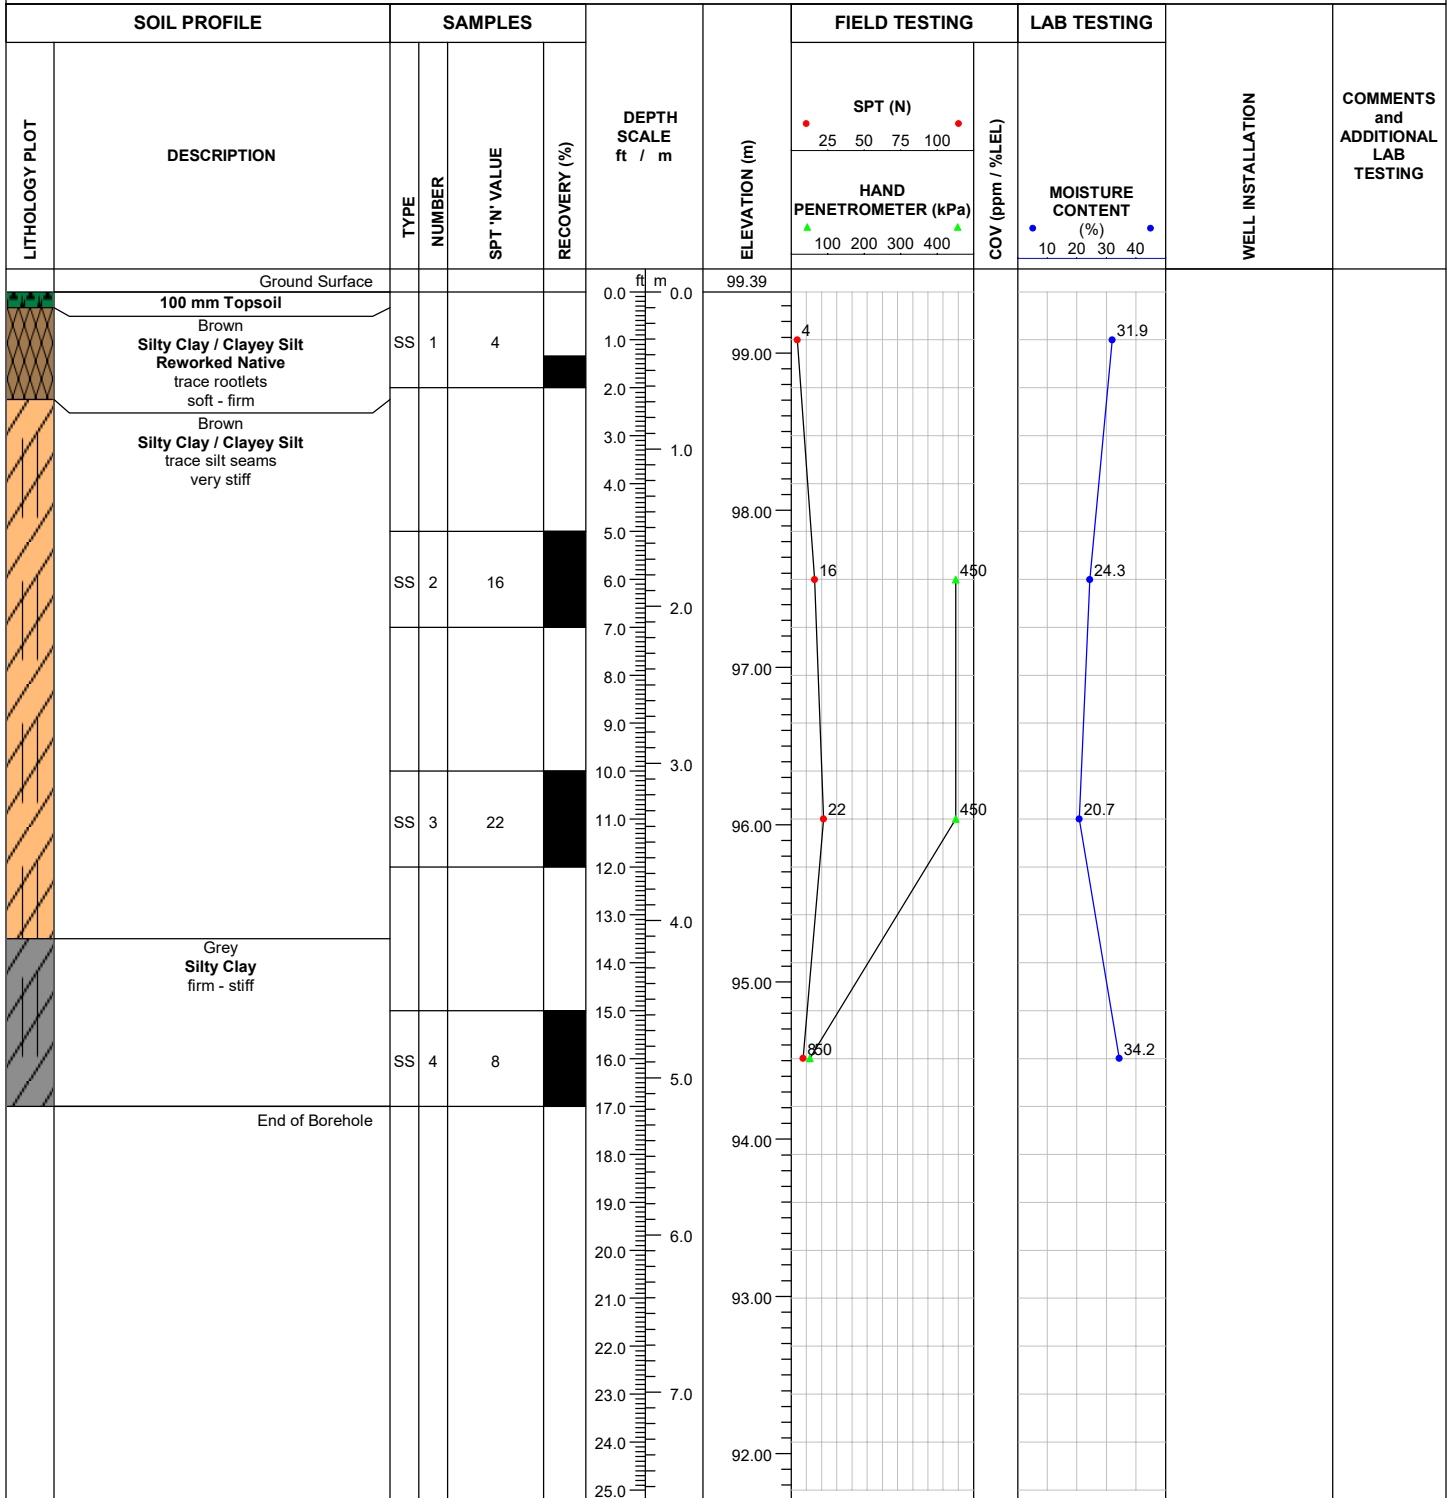 SOIL PROFILE
SAMPLES
FIELD TESTING
LAB TESTING
LITHOLOGY PLOT
DESCRIPTION
TYPE
NUMBER
SPT 'N' VALUE
RECOVERY (%)
DEPTH
SCALE
ft / m
ELEVATION (m)
SPT (N)
25 50 75 100
HAND
PENETROMETER (kPa)
100 200 300 400
COV (ppm / %LEL)
MOISTURE
CONTENT
(%)
10 20 30 40
WELL INSTALLATION
COMMENTS
and
ADDITIONAL
LAB
TESTING
Ground Surface
100 mm Topsoil
Brown
Silty Clay / Clayey Silt
Reworked Native
trace rootlets
soft - firm
Brown
Silty Clay / Clayey Silt
trace silt seams
very stiff
Grey
Silty Clay
firm - stiff
End of Borehole
SS 1 4
SS 2 16
SS 3 22
SS 4 8
ft m
0.0
1.0
2.0
3.0
4.0
5.0
6.0
7.0
8.0
9.0
10.0
11.0
12.0
13.0
14.0
15.0
16.0
17.0
18.0
19.0
20.0
21.0
22.0
23.0
24.0
25.0
0.0
1.0
2.0
3.0
4.0
5.0
6.0
7.0
99.39
99.00
98.00
97.00
96.00
95.00
94.00
93.00
92.00
4
16
22
8
450
450
50
31.9
24.3
20.7
34.2